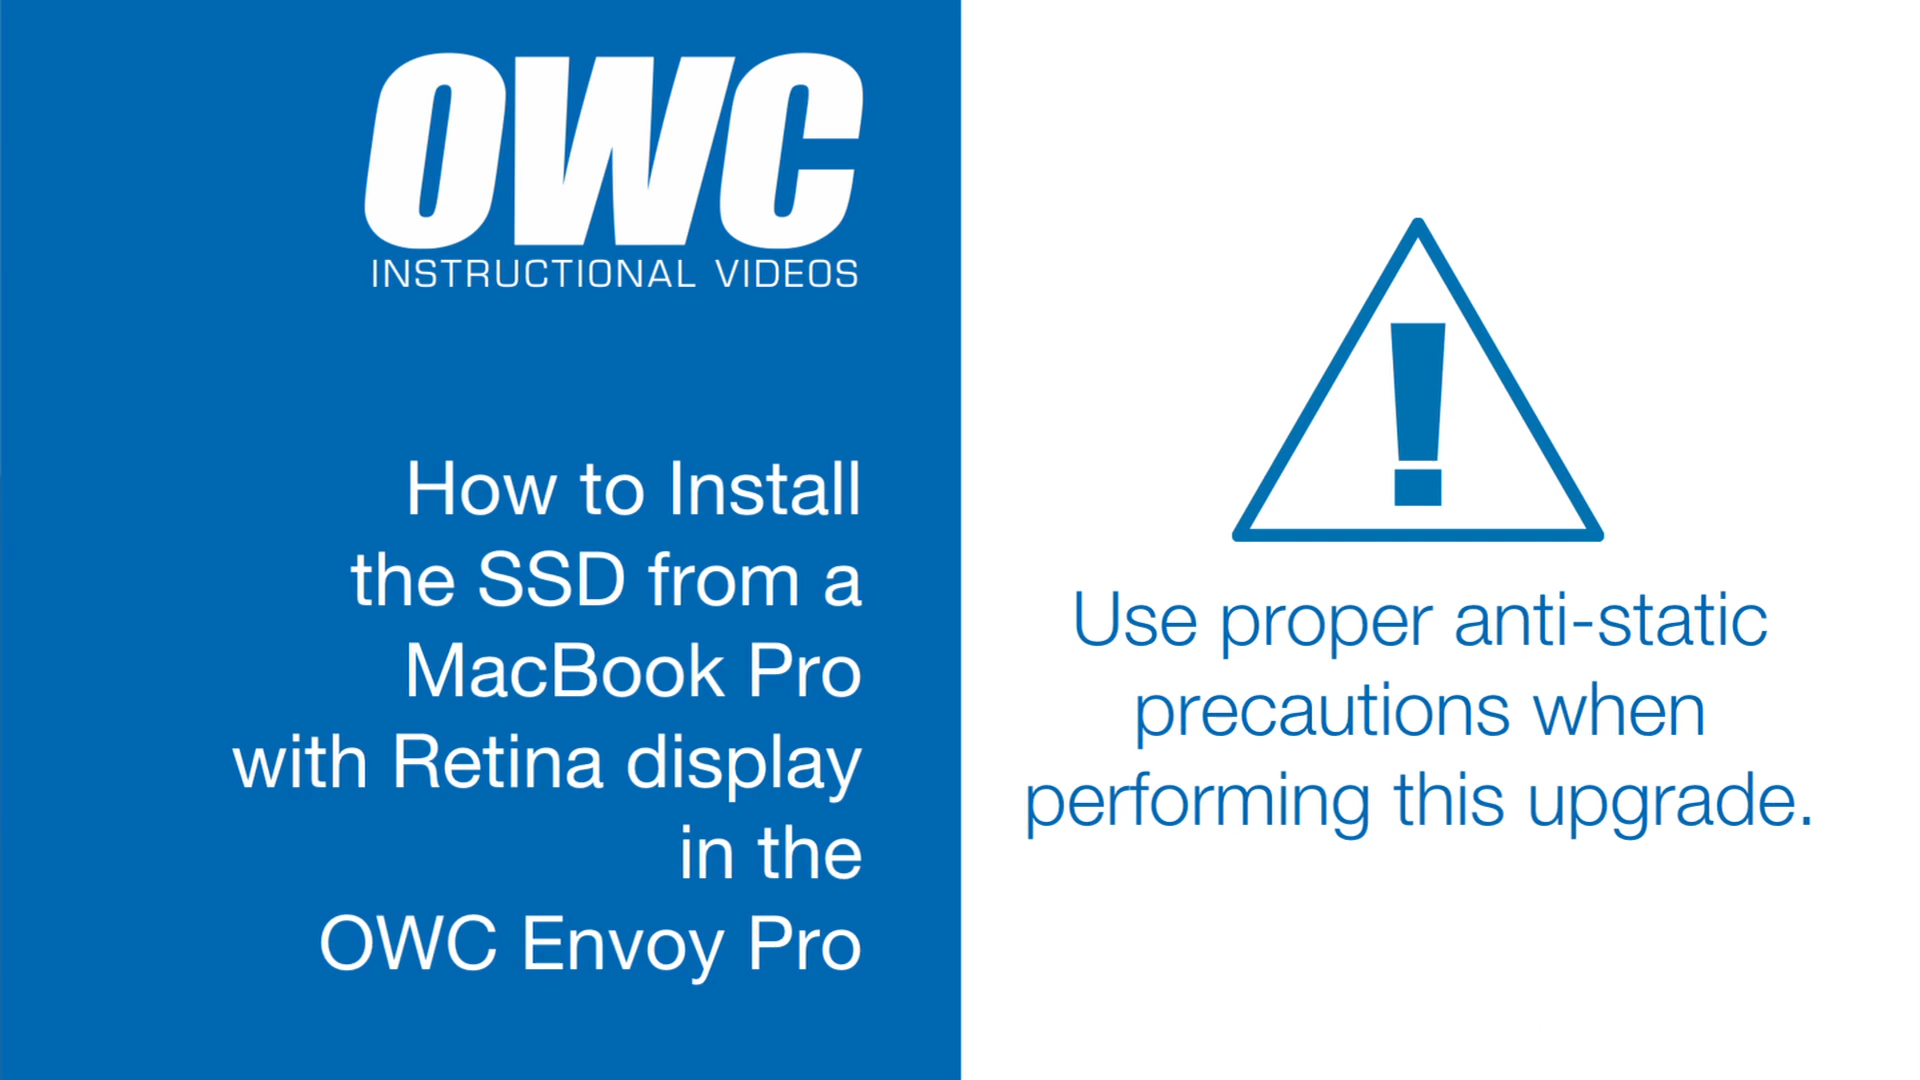 OWC
INSTRUCTIONAL VIDEOS
How to Install
the SSD from a
MacBook Pro
with Retina display
in the
OWC Envoy Pro
!
Use proper anti-static
precautions when
performing this upgrade.